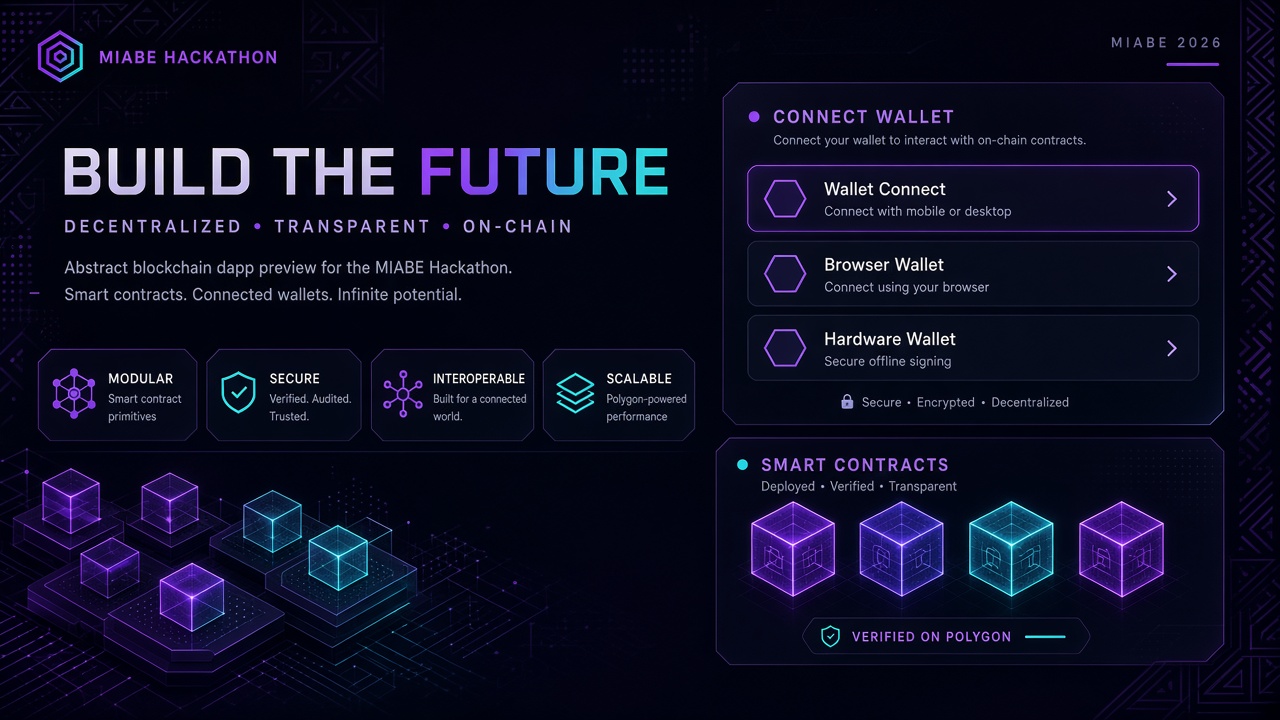 MIABE HACKATHON
MIABE 2026
BUILD THE FUTURE
DECENTRALIZED • TRANSPARENT • ON-CHAIN
Abstract blockchain dapp preview for the MIABE Hackathon.
Smart contracts. Connected wallets. Infinite potential.
MODULAR
Smart contract
primitives
SECURE
Verified. Audited.
Trusted.
INTEROPERABLE
Built for a connected
world.
SCALABLE
Polygon-powered
performance
CONNECT WALLET
Connect your wallet to interact with on-chain contracts.
Wallet Connect
Connect with mobile or desktop
Browser Wallet
Connect using your browser
Hardware Wallet
Secure offline signing
Secure • Encrypted • Decentralized
SMART CONTRACTS
Deployed • Verified • Transparent
VERIFIED ON POLYGON